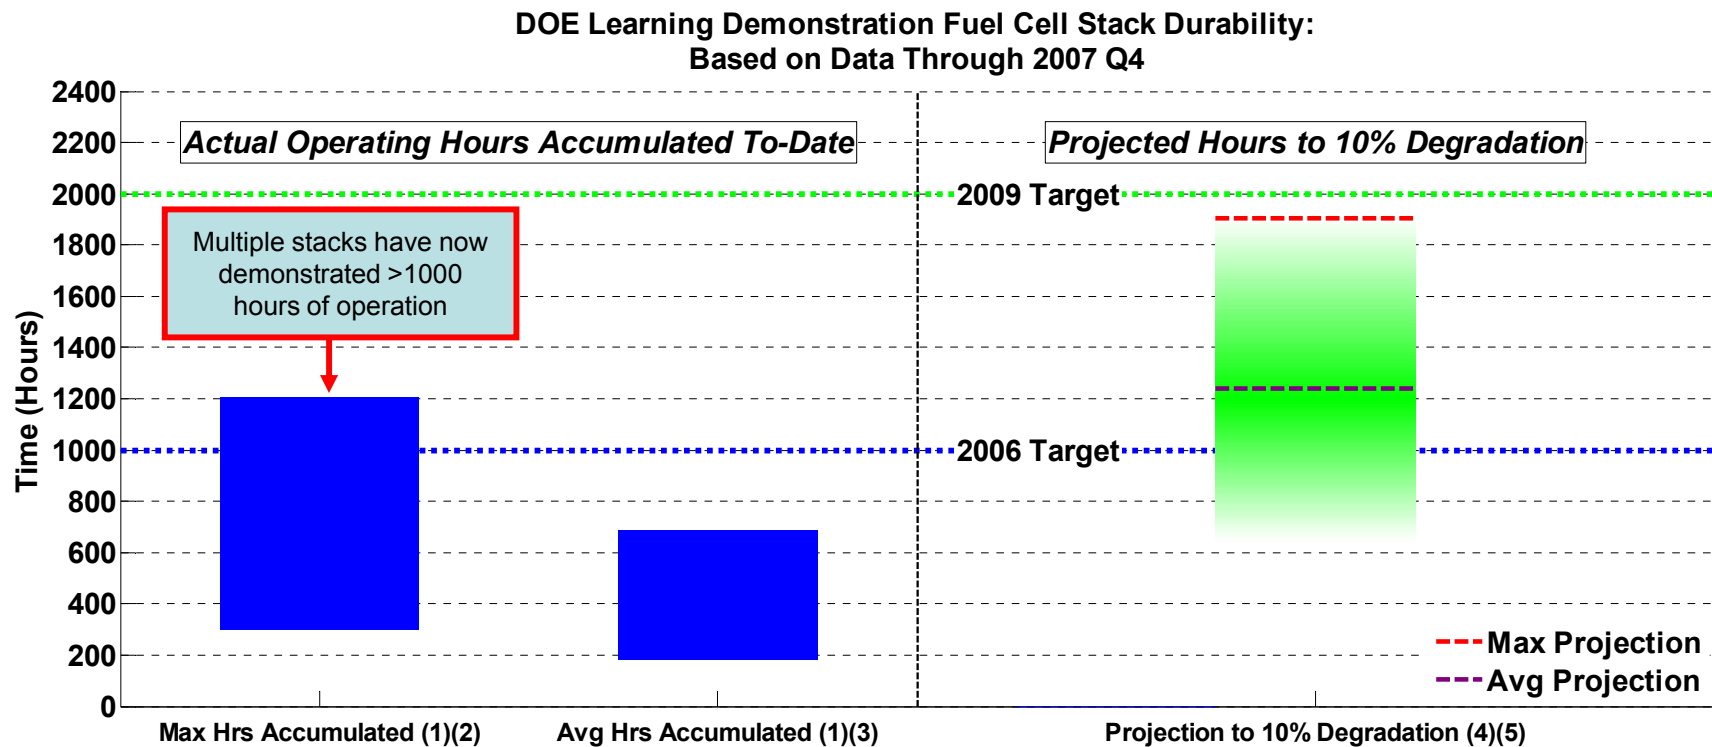 DOE Learning Demonstration Fuel Cell Stack Durability:
Based on Data Through 2007 Q4
Time (Hours)
2400
2200
2000
1800
1600
1400
1200
1000
800
600
400
200
0
Actual Operating Hours Accumulated To-Date
Projected Hours to 10% Degradation
2009 Target
Multiple stacks have now
demonstrated >1000
hours of operation
2006 Target
Max Projection
Avg Projection
Max Hrs Accumulated (1)(2)
Avg Hrs Accumulated (1)(3)
Projection to 10% Degradation (4)(5)